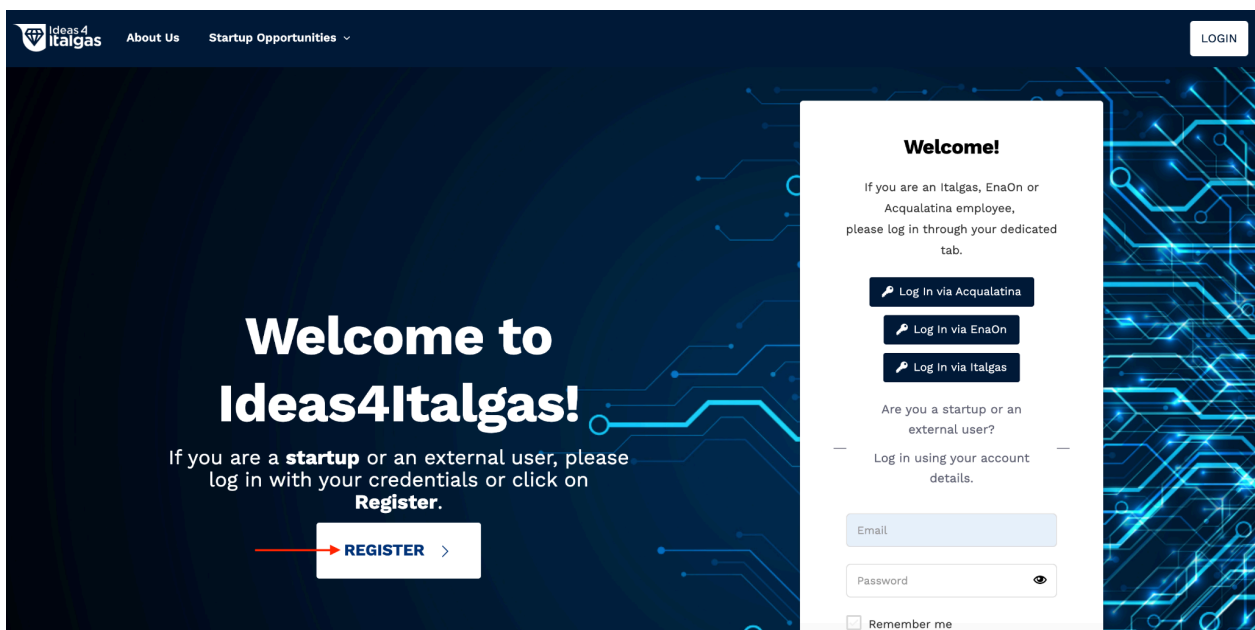 Ideas4
italgas
About Us
Startup Opportunities
LOGIN
Welcome to
Ideas4Italgas!
If you are a startup or an external user, please
log in with your credentials or click on
Register.
REGISTER
Welcome!
If you are an Italgas, EnaOn or
Acqualatina employee,
please log in through your dedicated
tab.
Log In via Acqualatina
Log In via EnaOn
Log In via Italgas
Are you a startup or an
external user?
Log in using your account
details.
Email
Password
Remember me